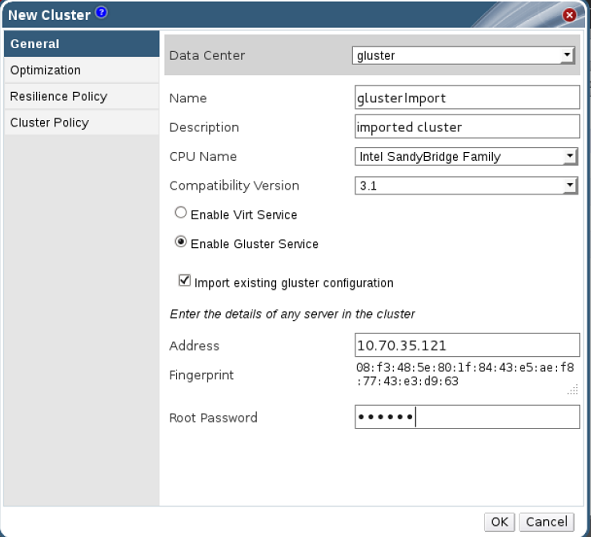 New Cluster ?
General
Optimization
Resilience Policy
Cluster Policy
Data Center gluster
Name glusterImport
Description imported cluster
CPU Name Intel SandyBridge Family
Compatibility Version 3.1
Enable Virt Service
Enable Gluster Service
Import existing gluster configuration
Enter the details of any server in the cluster
Address 10.70.35.121
Fingerprint 08:f3:48:5e:80:1f:84:43:e5:ae:f8
:77:43:e3:d9:63
Root Password ••••••
OK Cancel